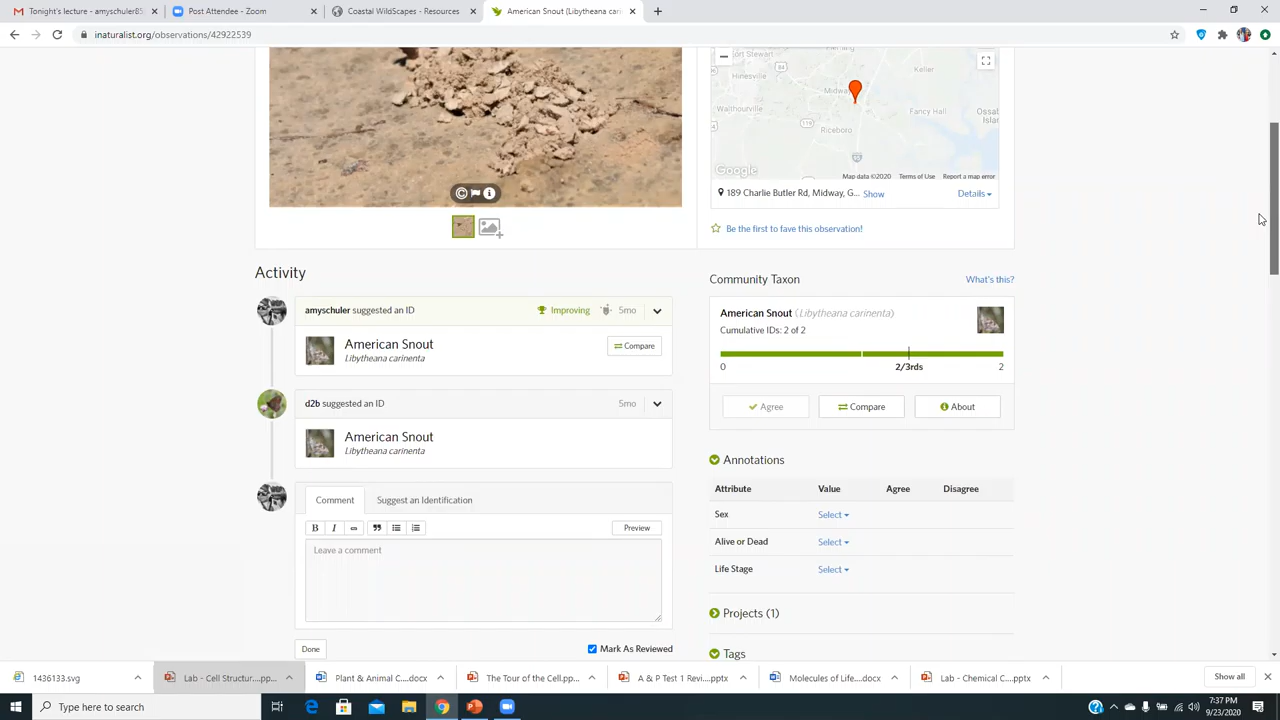 Tonight's lecture - amyschuler85
Post Attendee - Zoom
Coastal WildScapes - Resources
American Snout (Libytheana cari
inaturalist.org/observations/42922539
Port Stewart
Keller
Midway
Walthourville
Fancy Hall
Ossab
Island
Riceboro
Google
Map data ©2020 Terms of Use Report a map error
189 Charlie Butler Rd, Midway, G... Show
Details
Be the first to fave this observation!
Activity
amyschuler suggested an ID Improving 5mo
American Snout
Libytheana carinenta
Compare
d2b suggested an ID 5mo
American Snout
Libytheana carinenta
Comment Suggest an Identification
B I Preview
Leave a comment
Done Mark As Reviewed
Community Taxon What's this?
American Snout (Libytheana carinenta)
Cumulative IDs: 2 of 2
0 2/3rds 2
Agree Compare About
Annotations
Attribute Value Agree Disagree
Sex Select
Alive or Dead Select
Life Stage Select
Projects (1)
Tags
1436133.svg
Lab - Cell Structur....ppt...
Plant & Animal C....docx
The Tour of the Cell.pptx
A & P Test 1 Revi....pptx
Molecules of Life....docx
Lab - Chemical C....pptx
Show all
Type here to search
7:37 PM
9/23/2020